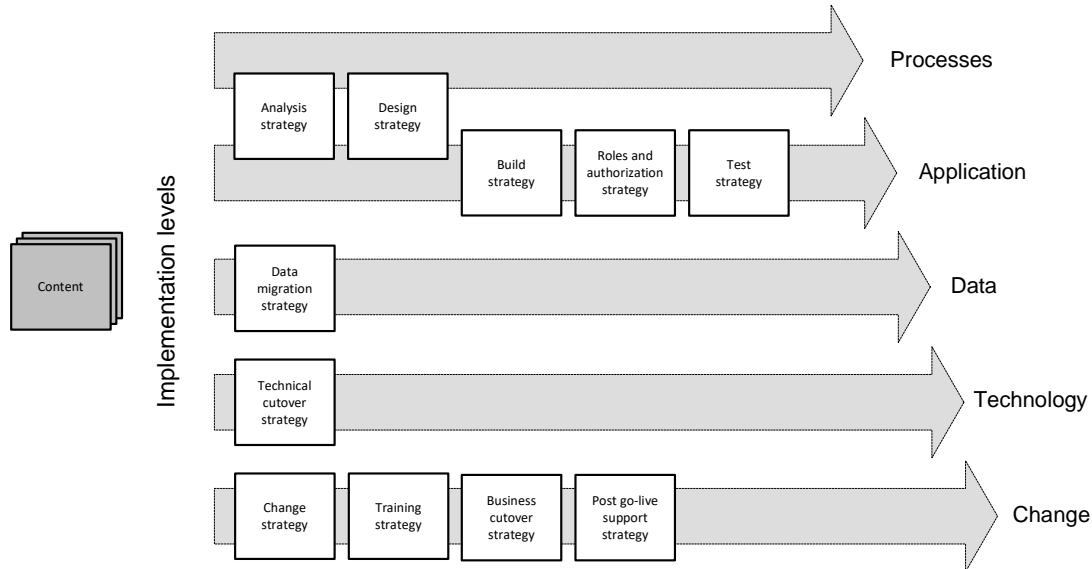 Processes
Analysis
strategy
Design
strategy
Build
strategy
Roles and
authorization
strategy
Test
strategy
Application
Implementation levels
Content
Data
migration
strategy
Data
Technical
cutover
strategy
Technology
Change
strategy
Training
strategy
Business
cutover
strategy
Post go-live
support
strategy
Change